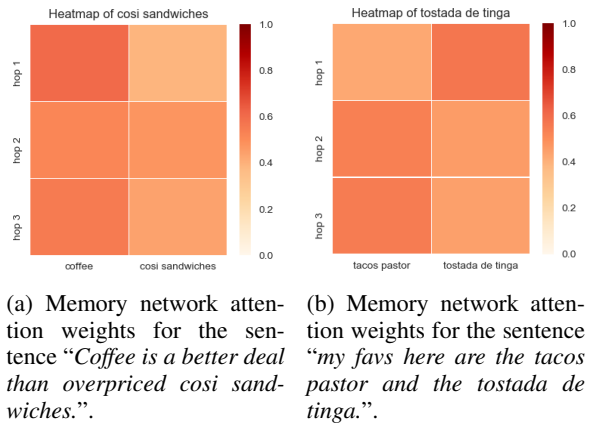 Heatmap of cosi sandwiches
1.0
0.8
0.6
0.4
0.2
0.0
hop 1
hop 2
hop 3
coffee
cosi sandwiches
Heatmap of tostada de tinga
1.0
0.8
0.6
0.4
0.2
0.0
hop 1
hop 2
hop 3
tacos pastor
tostada de tinga
(a) Memory network atten-
tion weights for the sen-
tence “Coffee is a better deal
than overpriced cosi sand-
wiches.”.
(b) Memory network atten-
tion weights for the sentence
“my favs here are the tacos
pastor and the tostada de
tinga.”.